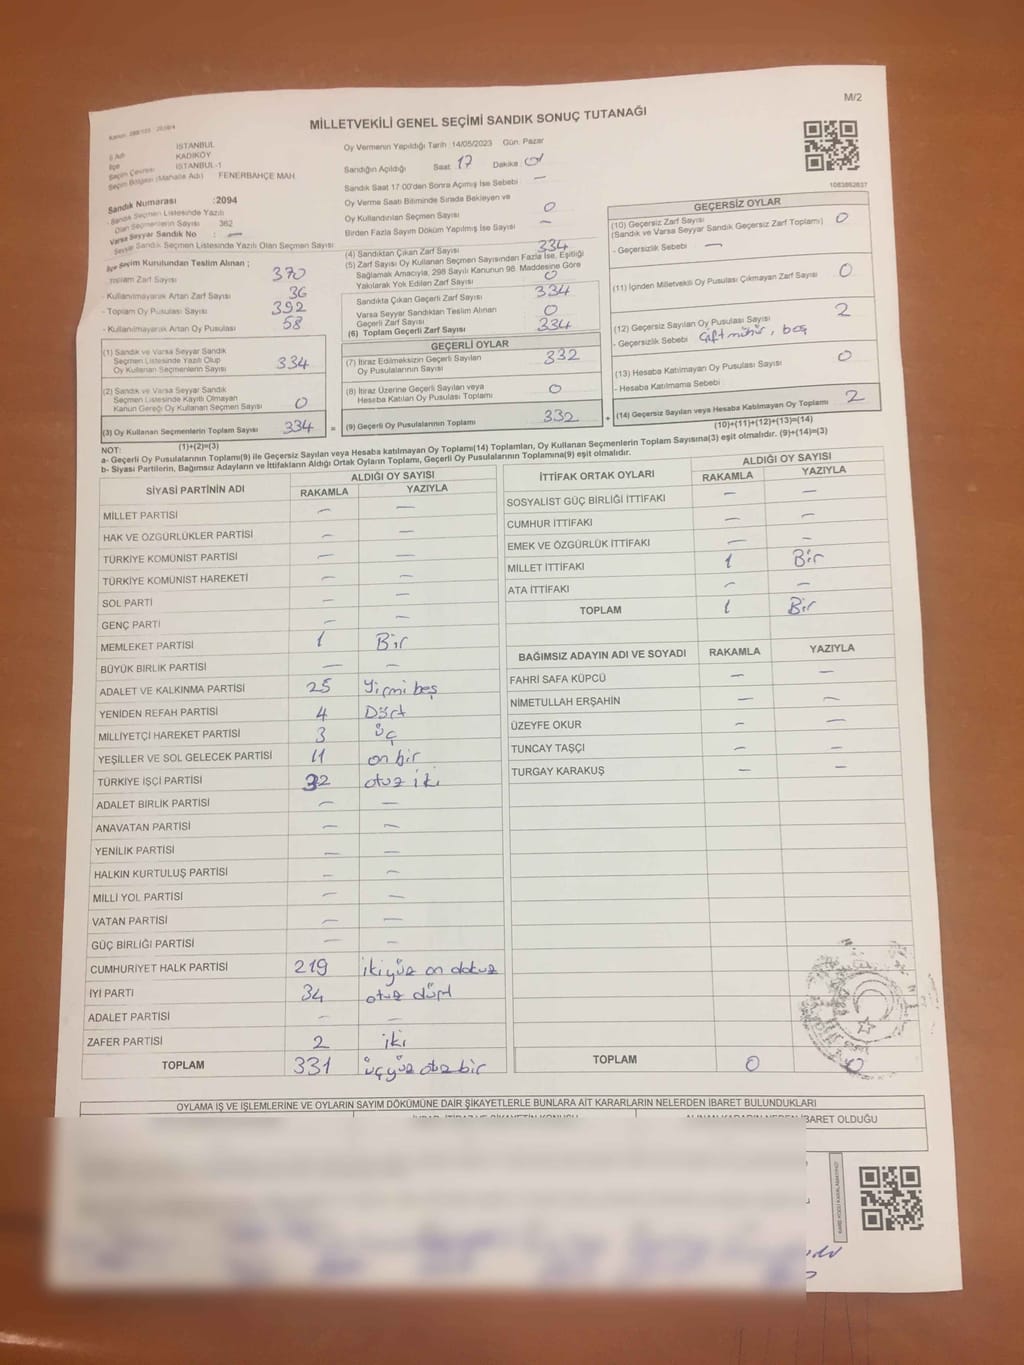 M/2
MİLLETVEKİLİ GENEL SEÇİMİ SANDIK SONUÇ TUTANAĞI
1083862837
İl Adı İSTANBUL
İlçe KADIKÖY
Seçim Çevresi İSTANBUL-1
Seçim Bölgesi (Mahalle Adı) FENERBAHÇE MAH.
Sandık Numarası :2094
- Sandık Seçmen Listesinde Yazılı
Olan Seçmenlerin Sayısı 362
Varsa Seyyar Sandık No : —
Seyyar Sandık Seçmen Listesinde Yazılı Olan Seçmen Sayısı
İlçe Seçim Kurulundan Teslim Alınan ;
- Toplam Zarf Sayısı 370
- Kullanılmayarak Artan Zarf Sayısı 36
- Toplam Oy Pusulası Sayısı 392
- Kullanılmayarak Artan Oy Pusulası 58
(1) Sandık ve Varsa Seyyar Sandık
Seçmen Listesinde Yazılı Olup
Oy Kullanan Seçmenlerin Sayısı 334
(2) Sandık ve Varsa Seyyar Sandık
Seçmen Listesinde Kayıtlı Olmayan
Kanun Gereği Oy Kullanan Seçmen Sayısı 0
(3) Oy Kullanan Seçmenlerin Toplam Sayısı 334 =
(1)+(2)=(3)
Oy Vermenin Yapıldığı Tarih 14/05/2023 Gün. Pazar
Sandığın Açıldığı Saat: 17 Dakika: 01
Sandık Saat 17.00'den Sonra Açılmış İse Sebebi —
Oy Verme Saati Bitiminde Sırada Bekleyen ve
Oy Kullandırılan Seçmen Sayısı 0
Birden Fazla Sayım Döküm Yapılmış İse Sayısı —
(4) Sandıktan Çıkan Zarf Sayısı 334
(5) Zarf Sayısı Oy Kullanan Seçmen Sayısından Fazla İse, Eşitliği
Sağlamak Amacıyla, 298 Sayılı Kanunun 98. Maddesine Göre
Yakılarak Yok Edilen Zarf Sayısı 0
Sandıkta Çıkan Geçerli Zarf Sayısı 334
Varsa Seyyar Sandıktan Teslim Alınan
Geçerli Zarf Sayısı 0
(6) Toplam Geçerli Zarf Sayısı 334
GEÇERLİ OYLAR
(7) İtiraz Edilmeksizin Geçerli Sayılan
Oy Pusulalarının Sayısı 332
(8) İtiraz Üzerine Geçerli Sayılan veya
Hesaba Katılan Oy Pusulası Toplamı 0
(9) Geçerli Oy Pusulalarının Toplamı 332 +
GEÇERSİZ OYLAR
(10) Geçersiz Zarf Sayısı
(Sandık ve Varsa Seyyar Sandık Geçersiz Zarf Toplamı) 0
- Geçersizlik Sebebi —
(11) İçinden Milletvekili Oy Pusulası Çıkmayan Zarf Sayısı 0
(12) Geçersiz Sayılan Oy Pusulası Sayısı 2
- Geçersizlik Sebebi Çift mühür, boş
(13) Hesaba Katılmayan Oy Pusulası Sayısı 0
- Hesaba Katılmama Sebebi
(14) Geçersiz Sayılan veya Hesaba Katılmayan Oy Toplamı 2
(10)+(11)+(12)+(13)=(14)
NOT:
a- Geçerli Oy Pusulalarının Toplamı(9) ile Geçersiz Sayılan veya Hesaba katılmayan Oy Toplamı(14) Toplamları, Oy Kullanan Seçmenlerin Toplam Sayısına(3) eşit olmalıdır. (9)+(14)=(3)
b- Siyasi Partilerin, Bağımsız Adayların ve İttifakların Aldığı Ortak Oyların Toplamı, Geçerli Oy Pusulalarının Toplamına(9) eşit olmalıdır.
SİYASİ PARTİNİN ADI ALDIĞI OY SAYISI
RAKAMLA YAZIYLA
MİLLET PARTİSİ — —
HAK VE ÖZGÜRLÜKLER PARTİSİ — —
TÜRKİYE KOMÜNİST PARTİSİ — —
TÜRKİYE KOMÜNİST HAREKETİ — —
SOL PARTİ — —
GENÇ PARTİ — —
MEMLEKET PARTİSİ 1 Bir
BÜYÜK BİRLİK PARTİSİ — —
ADALET VE KALKINMA PARTİSİ 25 Yirmi beş
YENİDEN REFAH PARTİSİ 4 Dört
MİLLİYETÇİ HAREKET PARTİSİ 3 üç
YEŞİLLER VE SOL GELECEK PARTİSİ 11 on bir
TÜRKİYE İŞÇİ PARTİSİ 32 otuz iki
ADALET BİRLİK PARTİSİ — —
ANAVATAN PARTİSİ — —
YENİLİK PARTİSİ — —
HALKIN KURTULUŞ PARTİSİ — —
MİLLİ YOL PARTİSİ — —
VATAN PARTİSİ — —
GÜÇ BİRLİĞİ PARTİSİ — —
CUMHURİYET HALK PARTİSİ 219 ikiyüz on dokuz
İYİ PARTİ 34 otuz dört
ADALET PARTİSİ — —
ZAFER PARTİSİ 2 iki
TOPLAM 331 üçyüz otuz bir
İTTİFAK ORTAK OYLARI ALDIĞI OY SAYISI
RAKAMLA YAZIYLA
SOSYALİST GÜÇ BİRLİĞİ İTTİFAKI — —
CUMHUR İTTİFAKI — —
EMEK VE ÖZGÜRLÜK İTTİFAKI — —
MİLLET İTTİFAKI 1 Bir
ATA İTTİFAKI — —
TOPLAM 1 Bir
BAĞIMSIZ ADAYIN ADI VE SOYADI RAKAMLA YAZIYLA
FAHRİ SAFA KÜPCÜ — —
NİMETULLAH ERŞAHİN — —
ÜZEYFE OKUR — —
TUNCAY TAŞÇI — —
TURGAY KARAKUŞ — —
TOPLAM 0 0
OYLAMA İŞ VE İŞLEMLERİNE VE OYLARIN SAYIM DÖKÜMÜNE DAİR ŞİKAYETLERLE BUNLARA AİT KARARLARIN NELERDEN İBARET BULUNDUKLARI
İBARET OLDUĞU